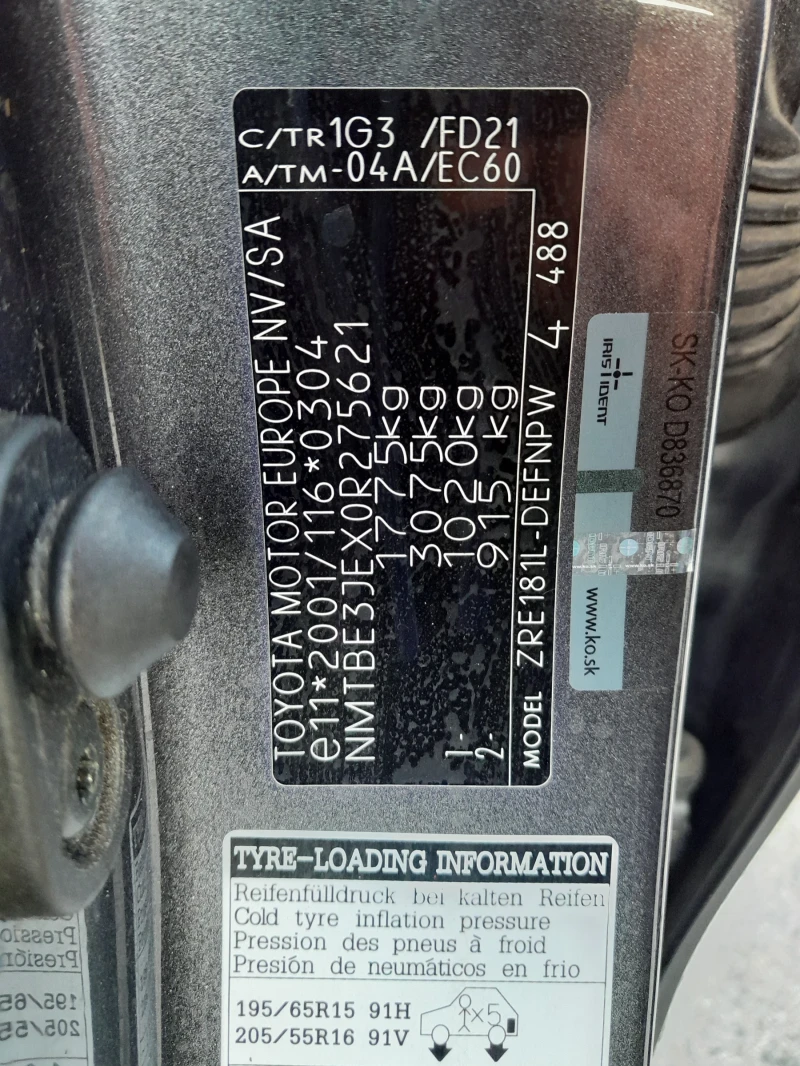 C/TR1G3 /FD21
A/TM-04A/EC60
TOYOTA MOTOR EUROPE NV/SA
e11*2001/116*0304
NMTBE3JEX0R275621
1775kg
3075kg
1- 1020kg
2- 915 kg
MODEL ZRE181L-DEFNPW 4 488
IRIS IDENT
SK-KO D836870
www.ko.sk
TYRE-LOADING INFORMATION
Reifenfülldruck bei kalten Reifen
Cold tyre inflation pressure
Pression des pneus à froid
Presión de neumáticos en frio
195/65R15 91H
205/55R16 91V
×5